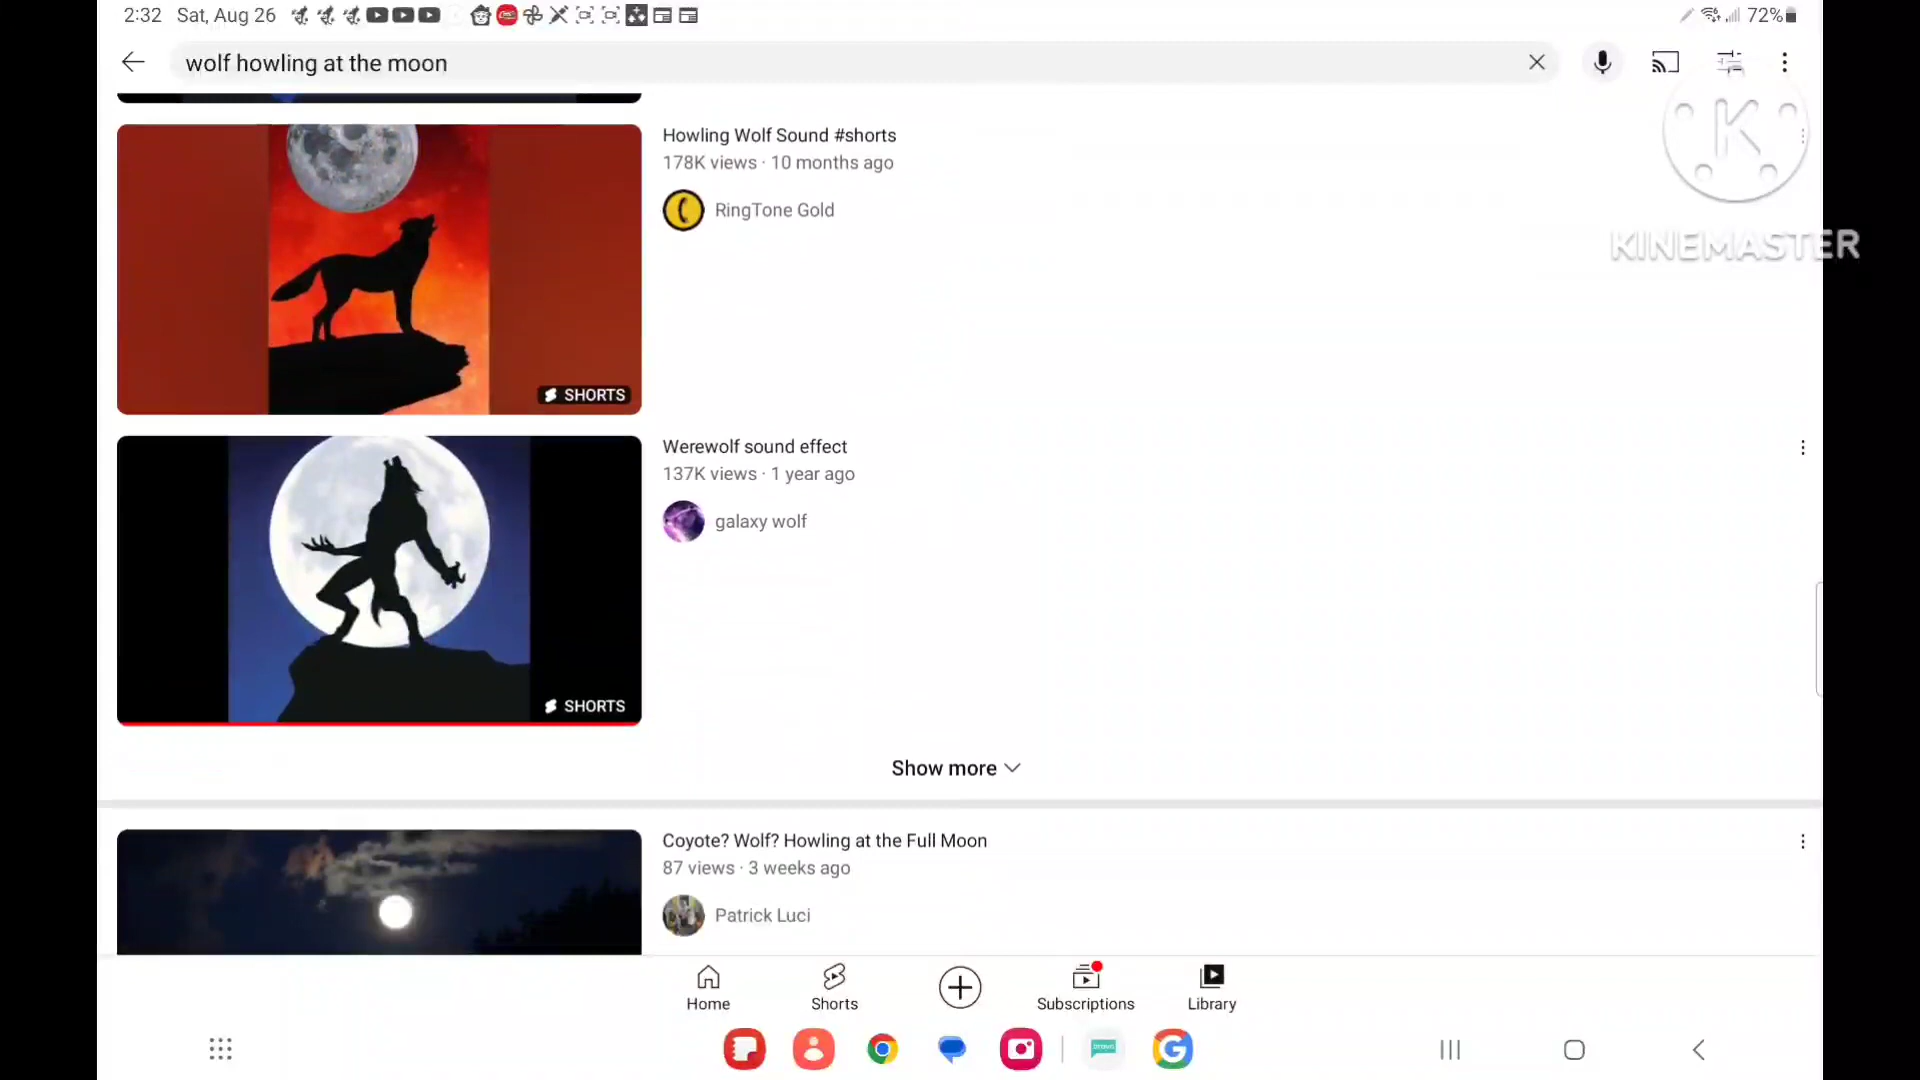 2:32 Sat, Aug 26
72%
wolf howling at the moon
Howling Wolf Sound #shorts
178K views · 10 months ago
RingTone Gold
SHORTS
K
KINEMASTER
Werewolf sound effect
137K views · 1 year ago
galaxy wolf
SHORTS
Show more
Coyote? Wolf? Howling at the Full Moon
87 views · 3 weeks ago
Patrick Luci
Home
Shorts
Subscriptions
Library